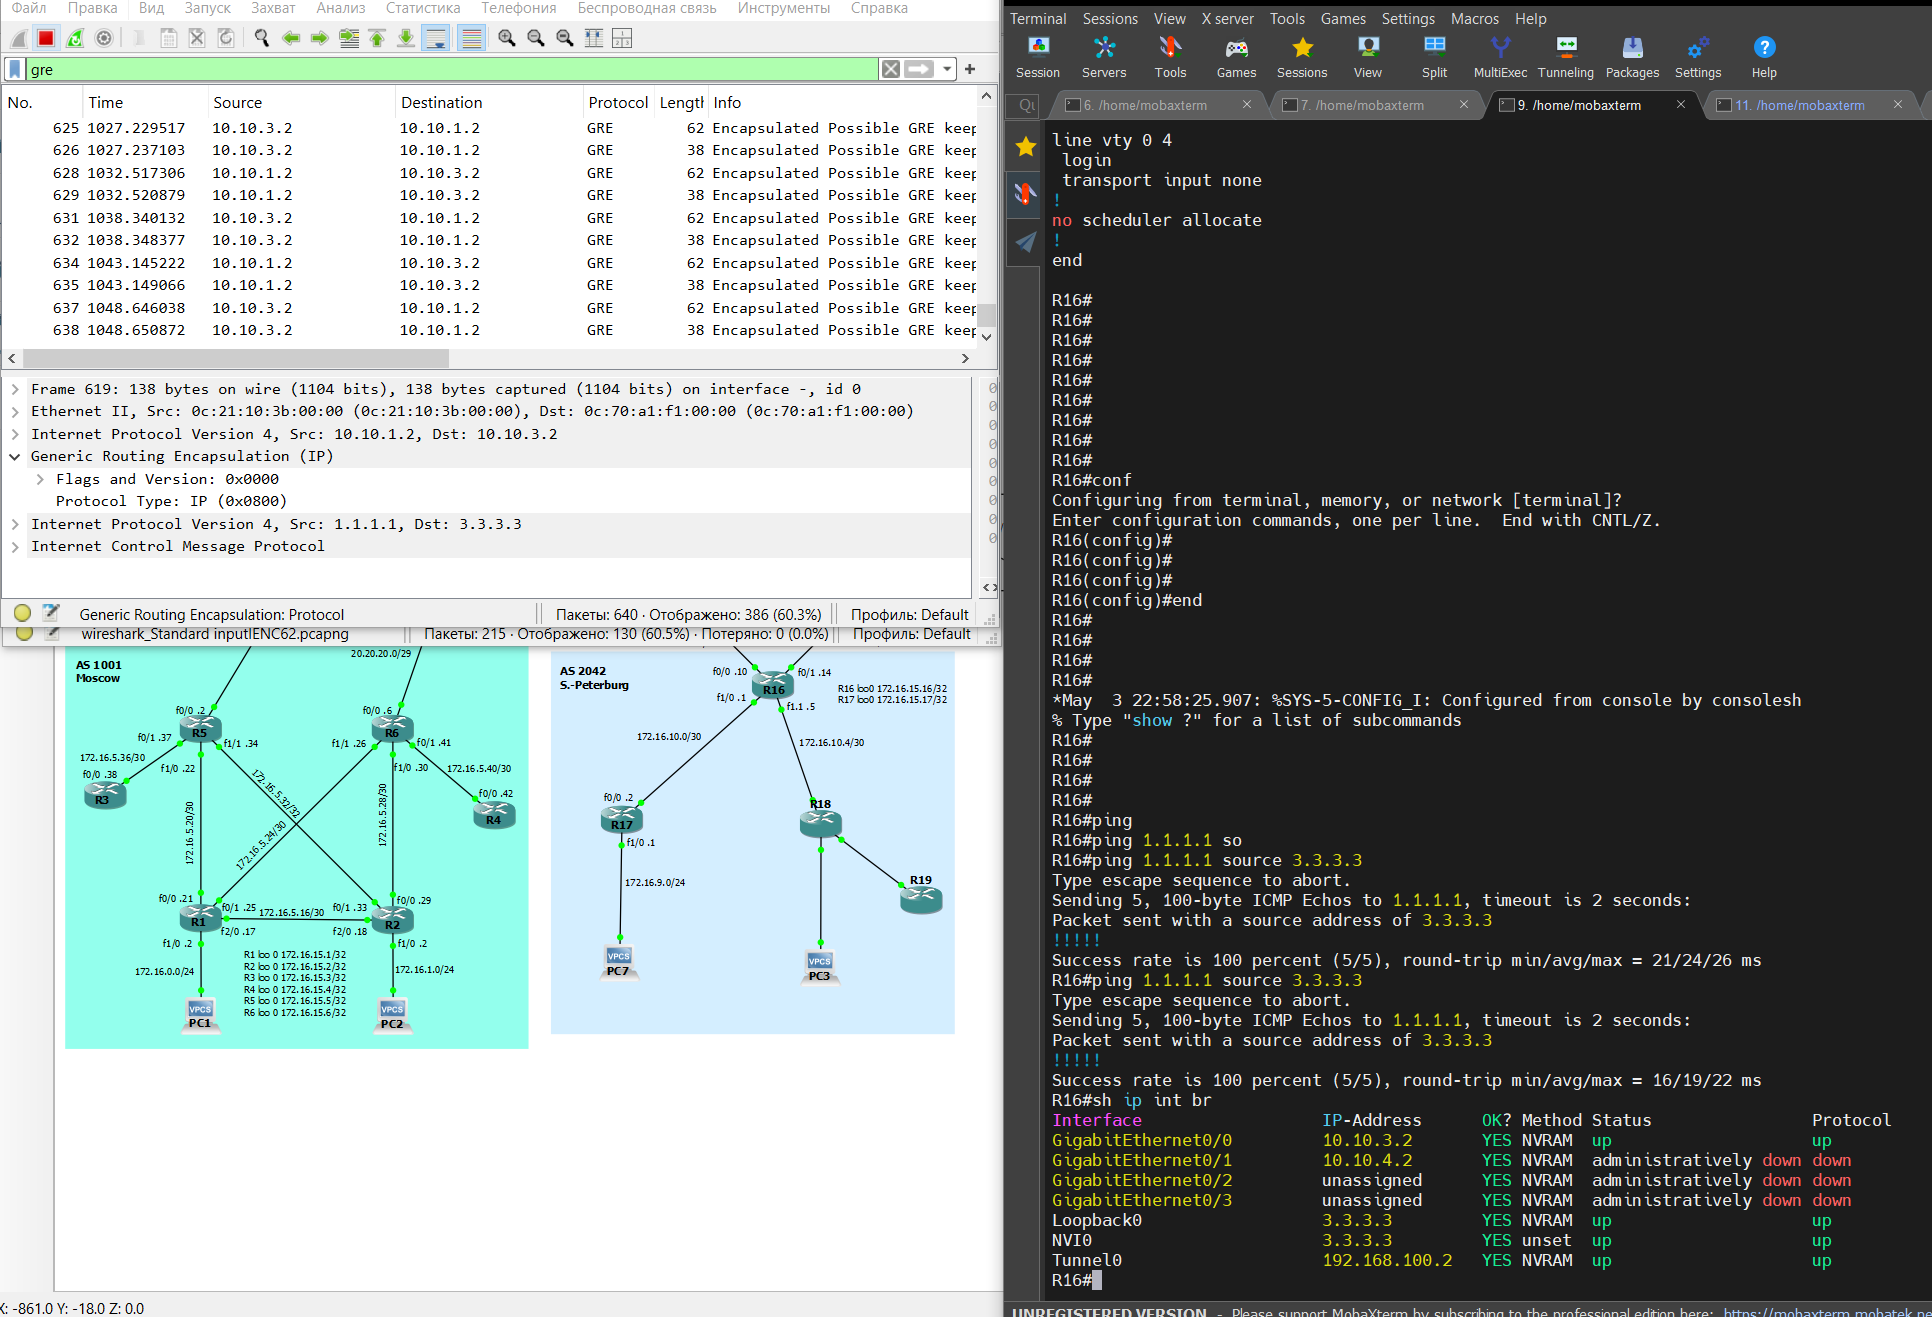 Файл Правка Вид Запуск Захват Анализ Статистика Телефония Беспроводная связь Инструменты Справка
gre
No. Time Source Destination Protocol Length Info
625 1027.229517 10.10.3.2 10.10.1.2 GRE 62 Encapsulated Possible GRE keep
626 1027.237103 10.10.3.2 10.10.1.2 GRE 38 Encapsulated Possible GRE keep
628 1032.517306 10.10.1.2 10.10.3.2 GRE 62 Encapsulated Possible GRE keep
629 1032.520879 10.10.1.2 10.10.3.2 GRE 38 Encapsulated Possible GRE keep
631 1038.340132 10.10.3.2 10.10.1.2 GRE 62 Encapsulated Possible GRE keep
632 1038.348377 10.10.3.2 10.10.1.2 GRE 38 Encapsulated Possible GRE keep
634 1043.145222 10.10.1.2 10.10.3.2 GRE 62 Encapsulated Possible GRE keep
635 1043.149066 10.10.1.2 10.10.3.2 GRE 38 Encapsulated Possible GRE keep
637 1048.646038 10.10.3.2 10.10.1.2 GRE 62 Encapsulated Possible GRE keep
638 1048.650872 10.10.3.2 10.10.1.2 GRE 38 Encapsulated Possible GRE keep
Frame 619: 138 bytes on wire (1104 bits), 138 bytes captured (1104 bits) on interface -, id 0
Ethernet II, Src: 0c:21:10:3b:00:00 (0c:21:10:3b:00:00), Dst: 0c:70:a1:f1:00:00 (0c:70:a1:f1:00:00)
Internet Protocol Version 4, Src: 10.10.1.2, Dst: 10.10.3.2
Generic Routing Encapsulation (IP)
Flags and Version: 0x0000
Protocol Type: IP (0x0800)
Internet Protocol Version 4, Src: 1.1.1.1, Dst: 3.3.3.3
Internet Control Message Protocol
Generic Routing Encapsulation: Protocol Пакеты: 640 · Отображено: 386 (60.3%) Профиль: Default
wireshark_Standard inputIENC62.pcapng Пакеты: 215 · Отображено: 130 (60.5%) · Потеряно: 0 (0.0%) Профиль: Default
AS 1001
Moscow
20.20.20.0/29
f0/0 .2
f0/0 .6
R5
R6
f0/1 .37
f1/1 .34
f1/1 .26
f0/1 .41
172.16.5.36/30
f1/0 .22
f1/0 .30
172.16.5.40/30
f0/0 .38
R3
f0/0 .42
R4
172.16.5.32/32
172.16.5.20/30
172.16.5.24/30
172.16.5.28/30
f0/0 .21
f0/1 .25
172.16.5.16/30
f0/1 .33
f0/0 .29
R1
R2
f2/0 .17
f2/0 .18
f1/0 .2
f1/0 .2
172.16.0.0/24
172.16.1.0/24
R1 loo 0 172.16.15.1/32
R2 loo 0 172.16.15.2/32
R3 loo 0 172.16.15.3/32
R4 loo 0 172.16.15.4/32
R5 loo 0 172.16.15.5/32
R6 loo 0 172.16.15.6/32
VPCS
PC1
VPCS
PC2
AS 2042
S.-Peterburg
f0/0 .10
f0/1 .14
R16
R16 loo0 172.16.15.16/32
R17 loo0 172.16.15.17/32
f1/0 .1
f1.1 .5
172.16.10.0/30
172.16.10.4/30
f0/0 .2
R17
R18
f1/0 .1
172.16.9.0/24
R19
VPCS
PC7
VPCS
PC3
X: -861.0 Y: -18.0 Z: 0.0
Terminal Sessions View X server Tools Games Settings Macros Help
Session Servers Tools Games Sessions View Split MultiExec Tunneling Packages Settings Help
Qu 6. /home/mobaxterm 7. /home/mobaxterm 9. /home/mobaxterm 11. /home/mobaxterm
line vty 0 4
login
transport input none
!
no scheduler allocate
!
end
R16#
R16#
R16#
R16#
R16#
R16#
R16#
R16#
R16#
R16#conf
Configuring from terminal, memory, or network [terminal]?
Enter configuration commands, one per line.  End with CNTL/Z.
R16(config)#
R16(config)#
R16(config)#
R16(config)#end
R16#
R16#
R16#
R16#
*May  3 22:58:25.907: %SYS-5-CONFIG_I: Configured from console by consolesh
% Type "show ?" for a list of subcommands
R16#
R16#
R16#
R16#
R16#ping
R16#ping 1.1.1.1 so
R16#ping 1.1.1.1 source 3.3.3.3
Type escape sequence to abort.
Sending 5, 100-byte ICMP Echos to 1.1.1.1, timeout is 2 seconds:
Packet sent with a source address of 3.3.3.3
!!!!!
Success rate is 100 percent (5/5), round-trip min/avg/max = 21/24/26 ms
R16#ping 1.1.1.1 source 3.3.3.3
Type escape sequence to abort.
Sending 5, 100-byte ICMP Echos to 1.1.1.1, timeout is 2 seconds:
Packet sent with a source address of 3.3.3.3
!!!!!
Success rate is 100 percent (5/5), round-trip min/avg/max = 16/19/22 ms
R16#sh ip int br
Interface IP-Address OK? Method Status Protocol
GigabitEthernet0/0 10.10.3.2 YES NVRAM up up
GigabitEthernet0/1 10.10.4.2 YES NVRAM administratively down down
GigabitEthernet0/2 unassigned YES NVRAM administratively down down
GigabitEthernet0/3 unassigned YES NVRAM administratively down down
Loopback0 3.3.3.3 YES NVRAM up up
NVI0 3.3.3.3 YES unset up up
Tunnel0 192.168.100.2 YES NVRAM up up
R16#
UNREGISTERED VERSION - Please support MobaXterm by subscribing to the professional edition here: https://mobaxterm.mobatek.ne